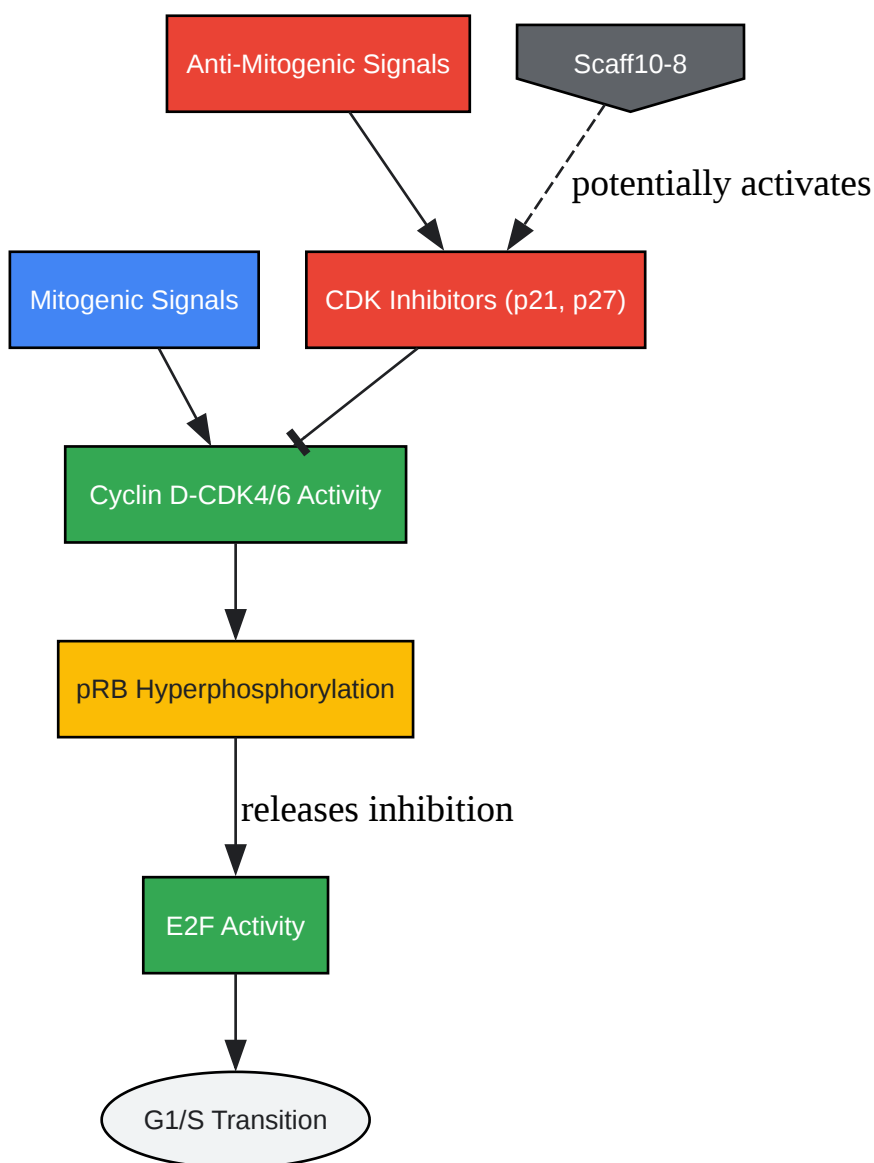 Anti-Mitogenic Signals
Scaff10-8
potentially activates
Mitogenic Signals
CDK Inhibitors (p21, p27)
Cyclin D-CDK4/6 Activity
pRB Hyperphosphorylation
releases inhibition
E2F Activity
G1/S Transition